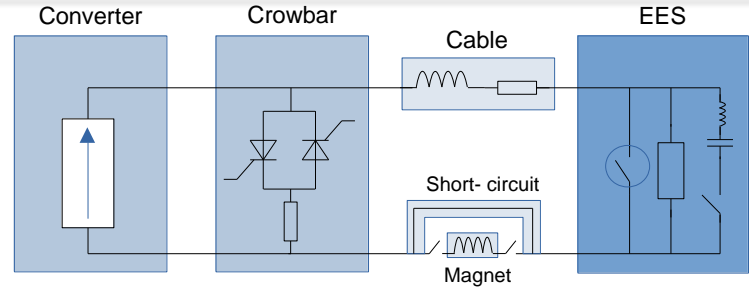 Converter
Crowbar
EES
Cable
Short- circuit
Magnet